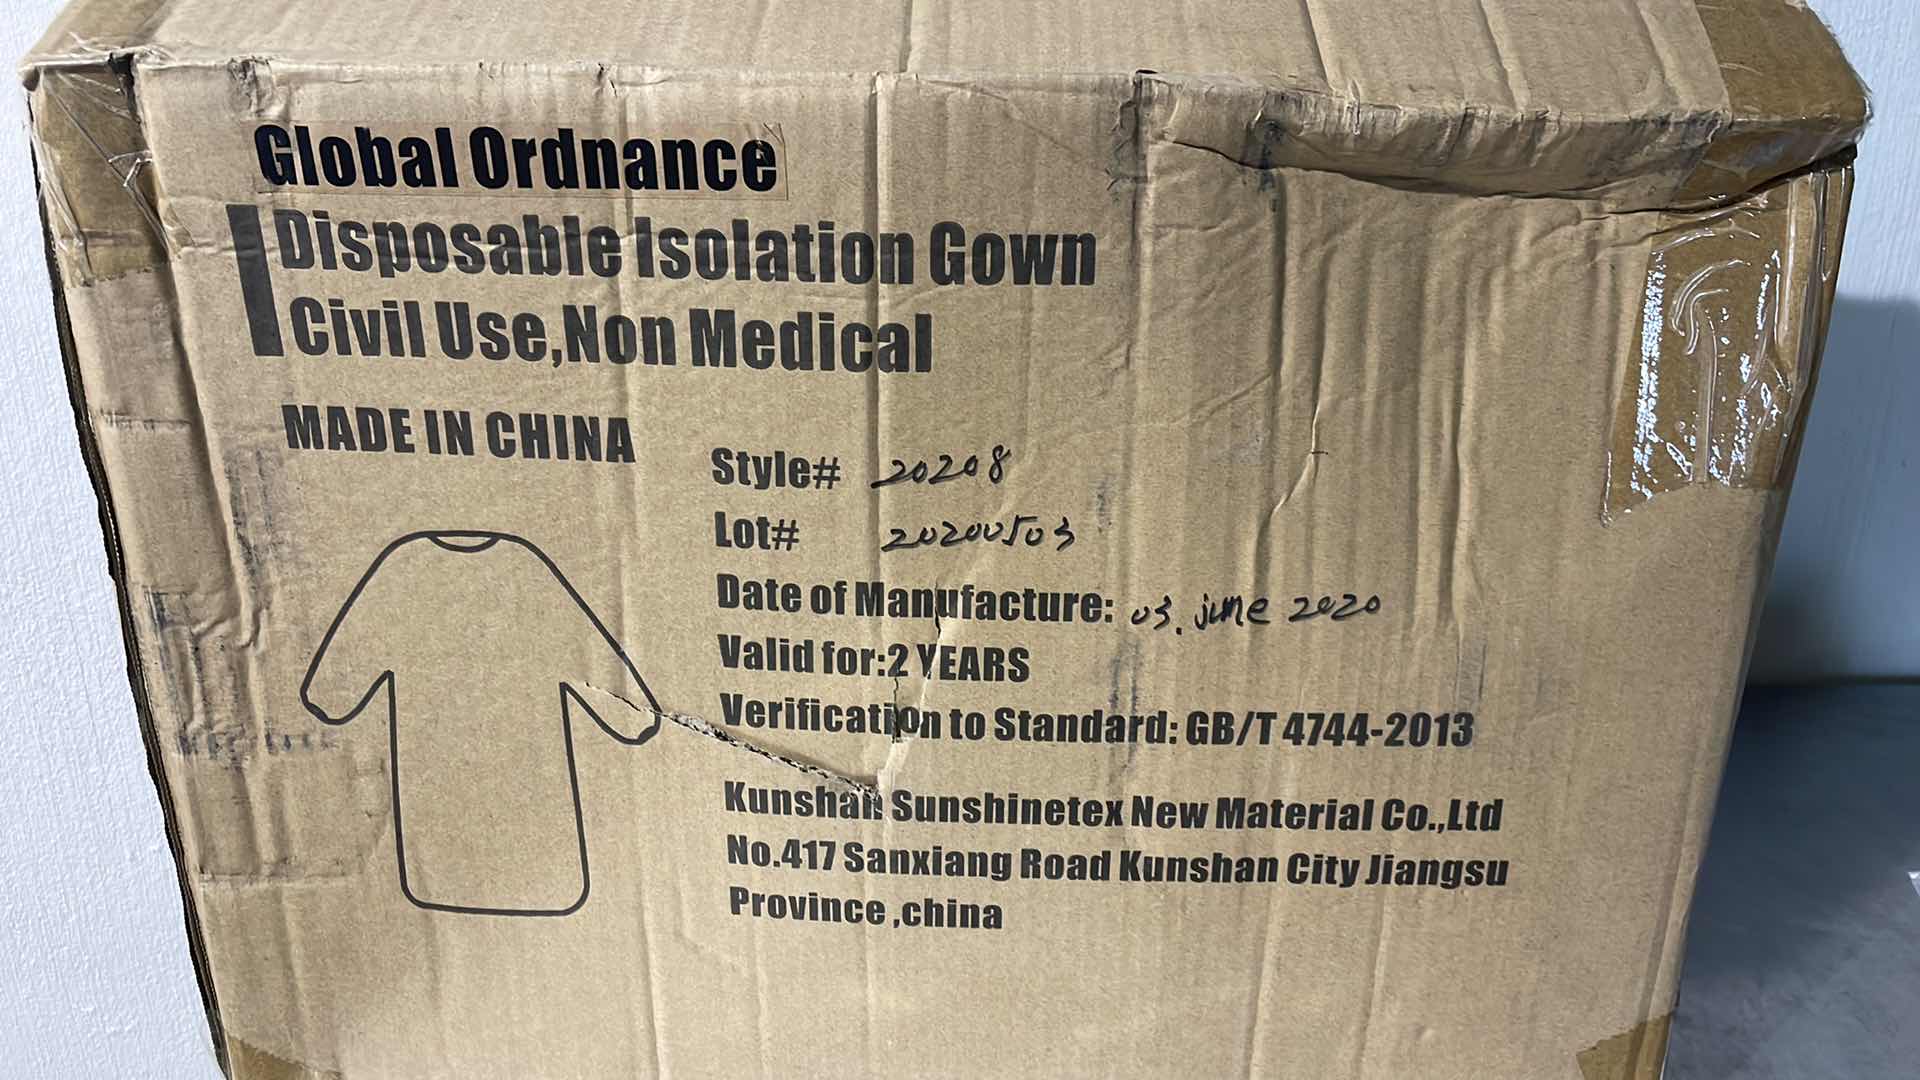 Global Ordnance
Disposable Isolation Gown
Civil Use,Non Medical
MADE IN CHINA
Style# 20208
Lot# 20200503
Date of Manufacture: 03. june 2020
Valid for:2 YEARS
Verification to Standard: GB/T 4744-2013
Kunshan Sunshinetex New Material Co.,Ltd
No.417 Sanxiang Road Kunshan City Jiangsu
Province ,china